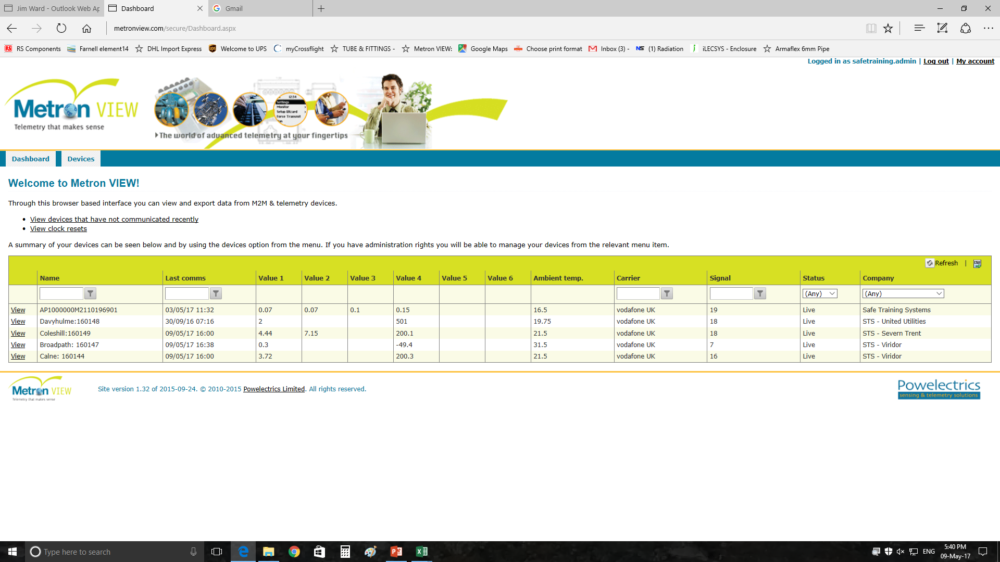 Jim Ward - Outlook Web Ap
Dashboard
Gmail
metronview.com/secure/Dashboard.aspx
RS Components
Farnell element14
DHL Import Express
Welcome to UPS
myCrossflight
TUBE & FITTINGS -
Metron VIEW:
Google Maps
Choose print format
Inbox (3) -
(1) Radiation
iLECSYS - Enclosure
Armaflex 6mm Pipe
Logged in as safetraining.admin | Log out | My account
Metron VIEW
Telemetry that makes sense
12:34
Settings
Monitor
Setup Wizard
Force Transmit
The world of advanced telemetry at your fingertips
Dashboard Devices
Welcome to Metron VIEW!
Through this browser based interface you can view and export data from M2M & telemetry devices.
• View devices that have not communicated recently
• View clock resets
A summary of your devices can be seen below and by using the devices option from the menu. If you have administration rights you will be able to manage your devices from the relevant menu item.
Refresh | CSV
Name Last comms Value 1 Value 2 Value 3 Value 4 Value 5 Value 6 Ambient temp. Carrier Signal Status Company
(Any) (Any)
View AP1000000M2110196901 03/05/17 11:32 0.07 0.07 0.1 0.15 16.5 vodafone UK 19 Live Safe Training Systems
View Davyhulme:160148 30/09/16 07:16 2 501 19.75 vodafone UK 18 Live STS - United Utilities
View Coleshill:160149 09/05/17 16:00 4.44 7.15 200.1 21.5 vodafone UK 18 Live STS - Severn Trent
View Broadpath: 160147 09/05/17 16:38 0.3 -49.4 31.5 vodafone UK 7 Live STS - Viridor
View Calne: 160144 09/05/17 16:00 3.72 200.3 21.5 vodafone UK 16 Live STS - Viridor
Metron VIEW
Telemetry that makes sense
Site version 1.32 of 2015-09-24. © 2010-2015 Powelectrics Limited. All rights reserved.
Powelectrics
sensing & telemetry solutions
Type here to search
ENG
5:40 PM
09-May-17